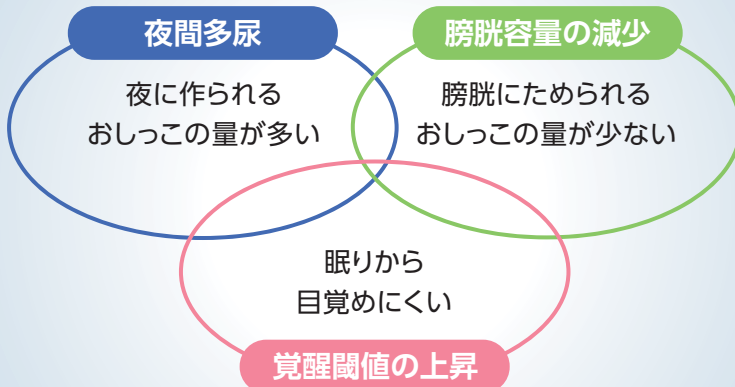 夜間多尿
膀胱容量の減少
夜に作られる
おしっこの量が多い
膀胱にためられる
おしっこの量が少ない
眠りから
目覚めにくい
覚醒閾値の上昇